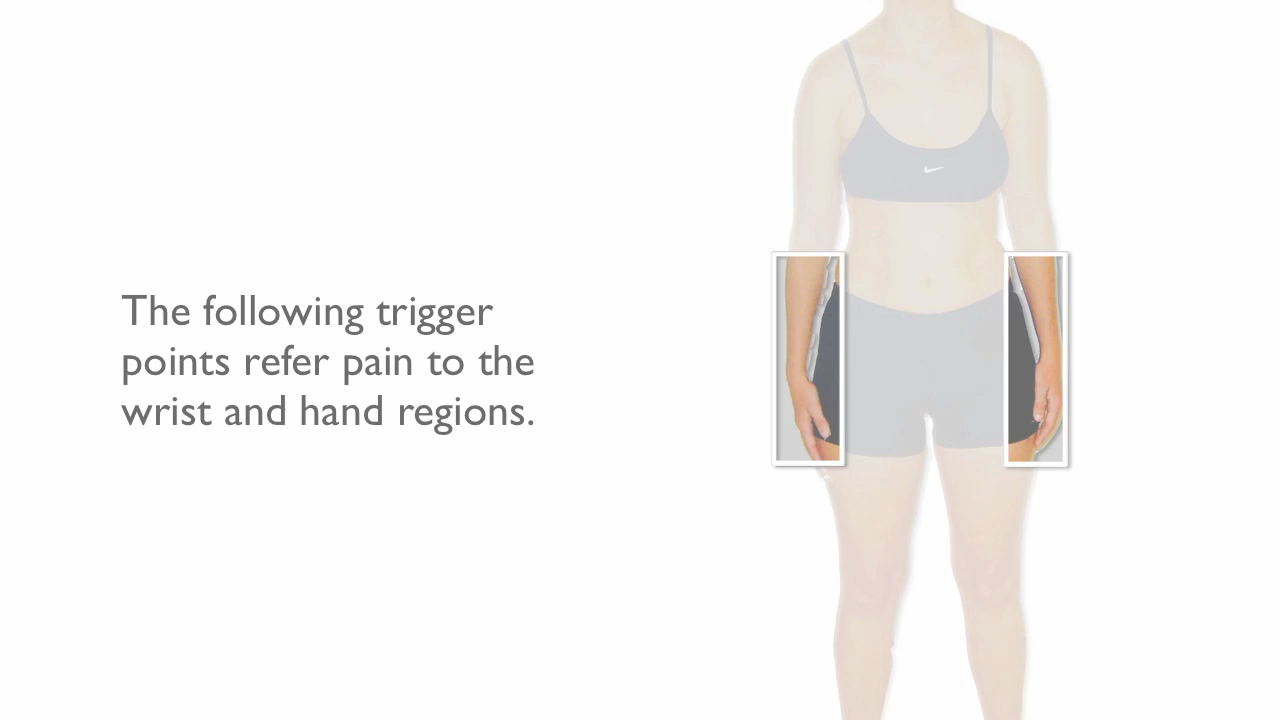 The following trigger
points refer pain to the
wrist and hand regions.